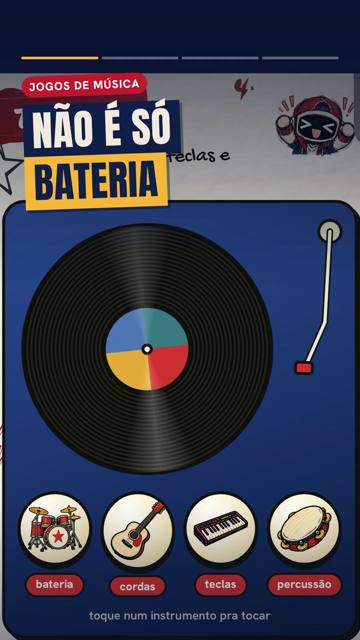 JOGOS DE MÚSICA
NÃO É SÓ
BATERIA
teclas e
bateria
cordas
teclas
percussão
toque num instrumento pra tocar